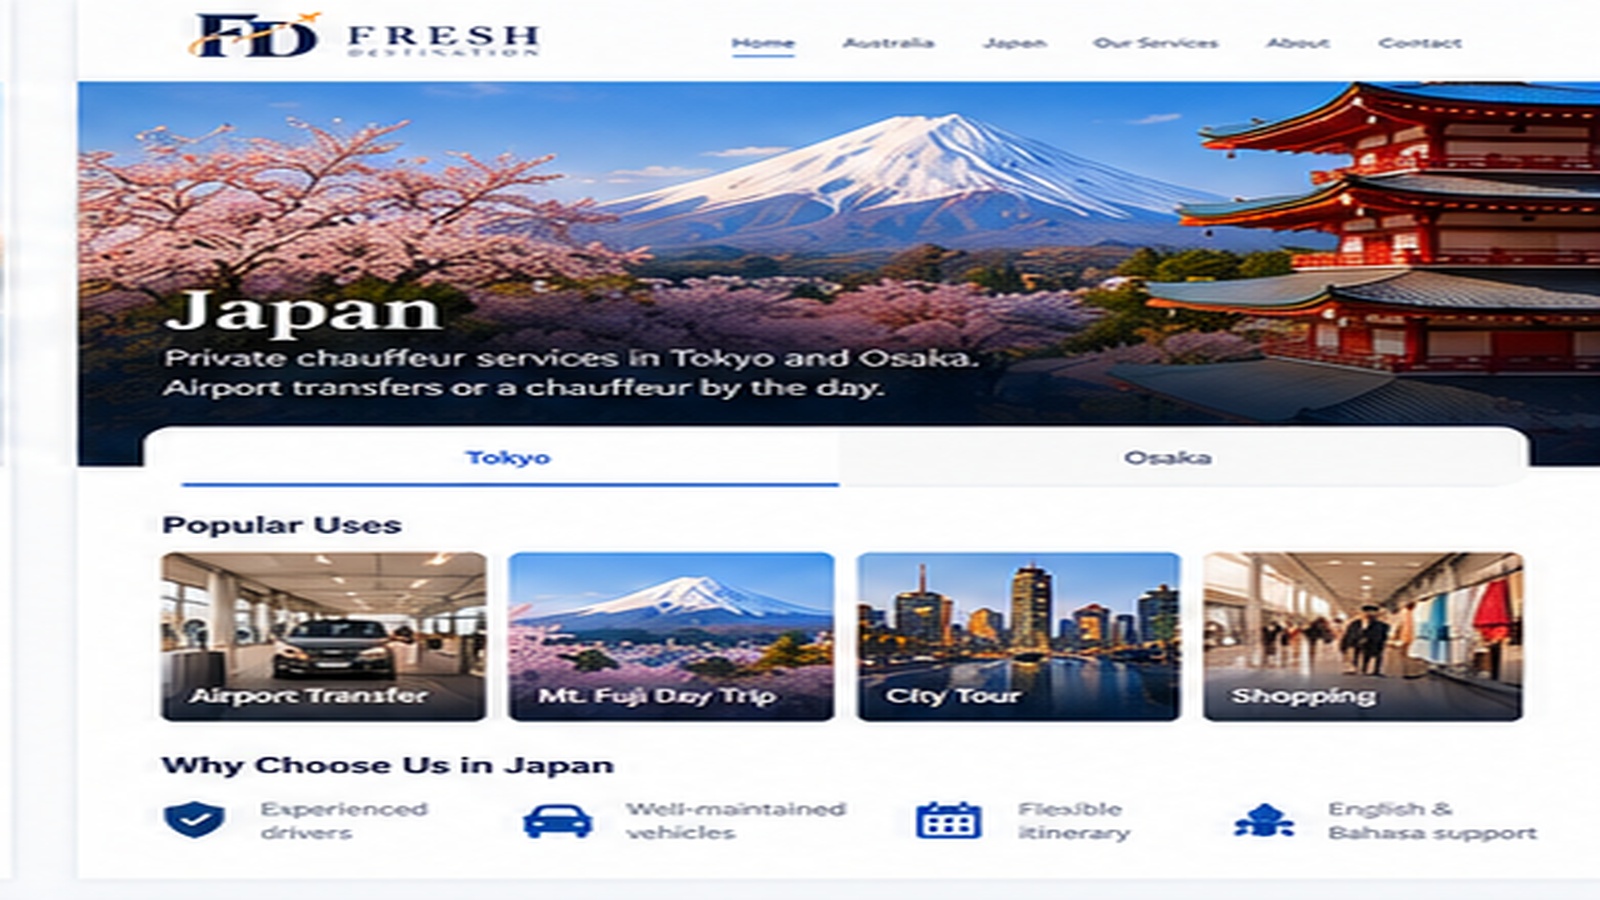 FD FRESH
DESTINATION
Home Australia Japan Our Services About Contact
Japan
Private chauffeur services in Tokyo and Osaka.
Airport transfers or a chauffeur by the day.
Tokyo Osaka
Popular Uses
Airport Transfer Mt. Fuji Day Trip City Tour Shopping
Why Choose Us in Japan
Experienced Well-maintained Flexible English &
drivers vehicles itinerary Bahasa support